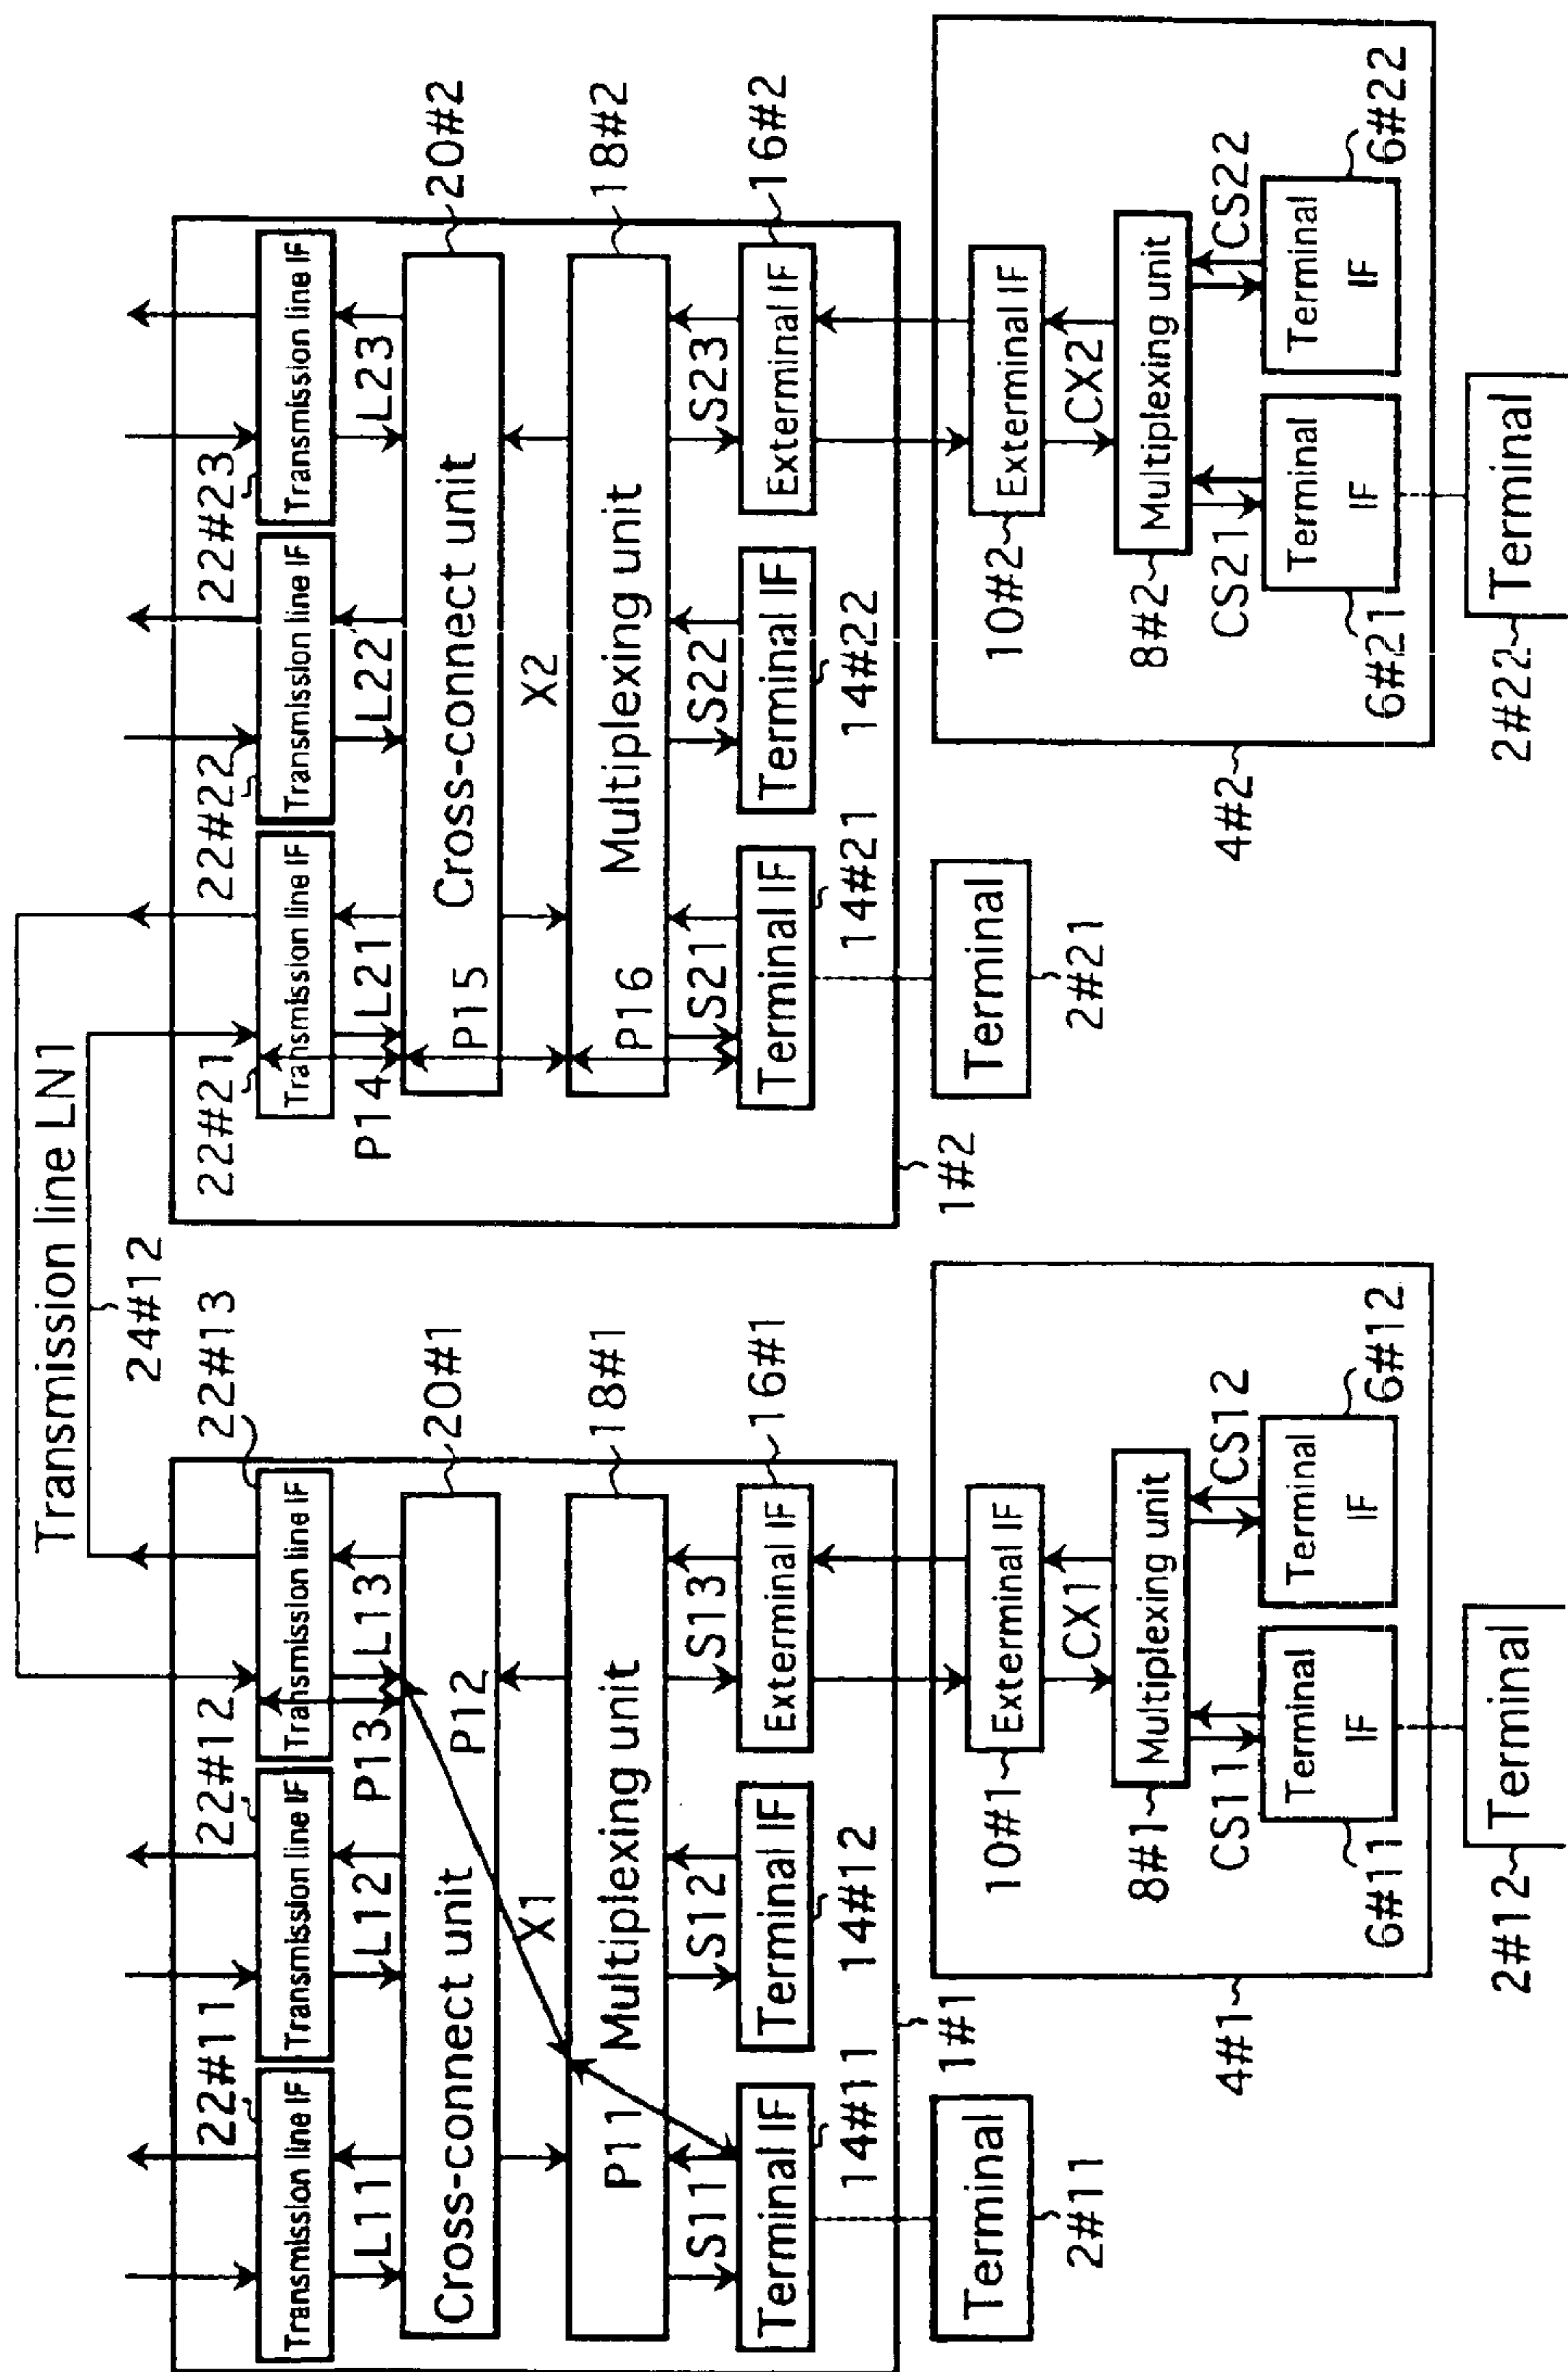 Transmission line LN1
24#12
22#11
22#12
22#13
Transmission line IF
Transmission line IF
Transmission line IF
L11
L12
P13
L13
20#1
Cross-connect unit
P12
X1
18#1
P11
Multiplexing unit
S11
S12
S13
16#1
Terminal IF
Terminal IF
Exterminal IF
14#11
14#12
1#1
Terminal
2#11
10#1
Exterminal IF
CX1
8#1
Multiplexing unit
CS11
CS12
Terminal
IF
Terminal
IF
6#11
6#12
4#1
2#12
Terminal
22#21
22#22
22#23
Transmission line IF
Transmission line IF
Transmission line IF
P14
L21
L22
L23
20#2
P15
Cross-connect unit
X2
18#2
P16
Multiplexing unit
S21
S22
S23
16#2
Terminal IF
Terminal IF
Exterminal IF
14#21
14#22
1#2
Terminal
2#21
10#2
Exterminal IF
CX2
8#2
Multiplexing unit
CS21
CS22
Terminal
IF
Terminal
IF
6#21
6#22
4#2
2#22
Terminal